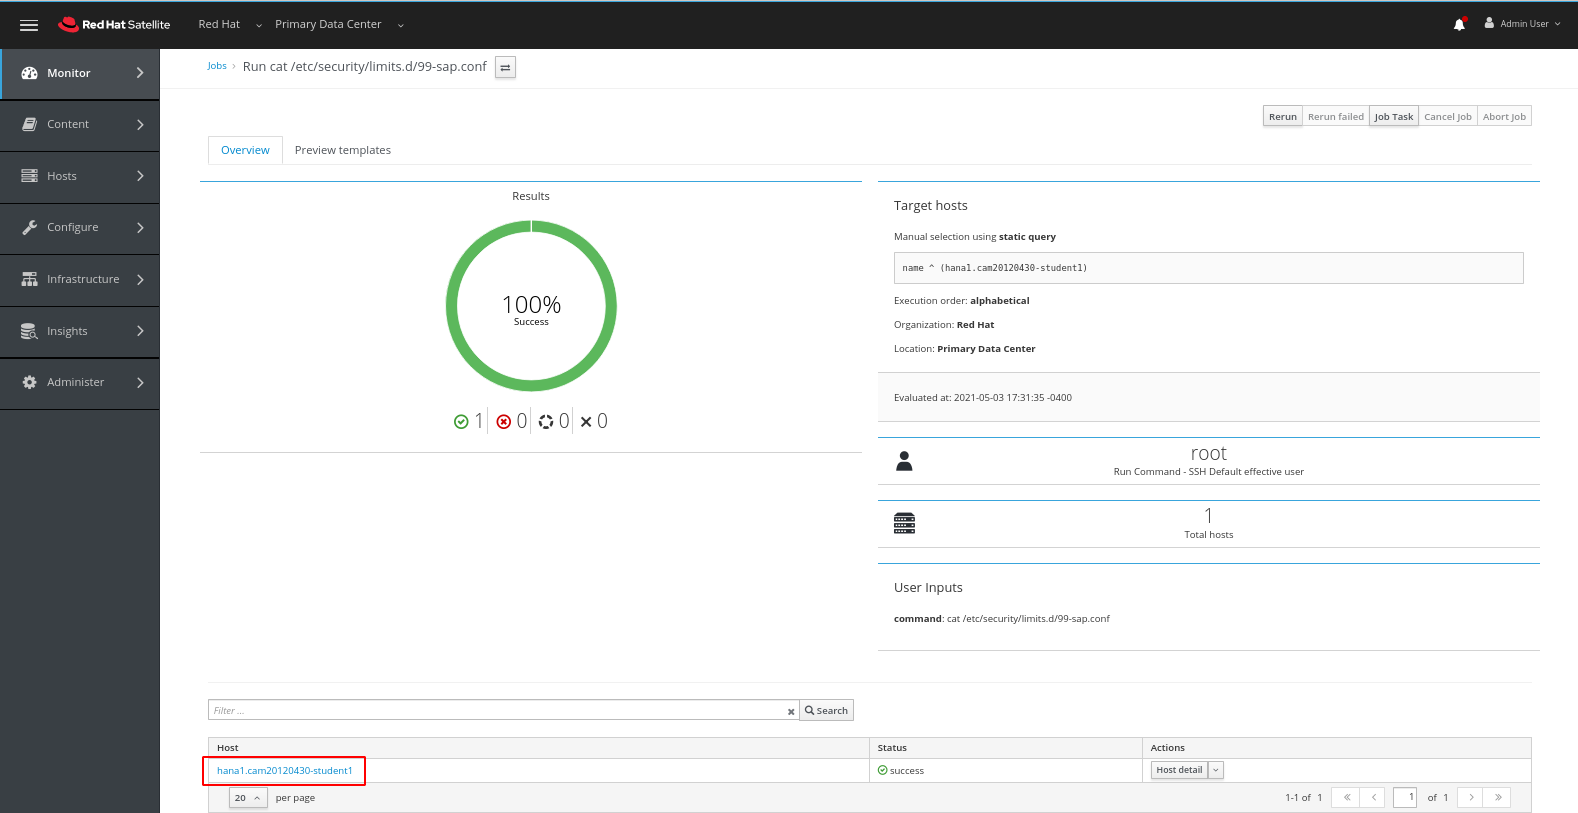 Red Hat Satellite Red Hat Primary Data Center Admin User
Monitor
Content
Hosts
Configure
Infrastructure
Insights
Administer
Jobs › Run cat /etc/security/limits.d/99-sap.conf
Rerun Rerun failed Job Task Cancel Job Abort Job
Overview Preview templates
Results
100%
Success
1 0 0 0
Target hosts
Manual selection using static query
name ^ (hana1.cam20120430-student1)
Execution order: alphabetical
Organization: Red Hat
Location: Primary Data Center
Evaluated at: 2021-05-03 17:31:35 -0400
root
Run Command - SSH Default effective user
1
Total hosts
User Inputs
command: cat /etc/security/limits.d/99-sap.conf
Filter ... Search
Host Status Actions
hana1.cam20120430-student1 success Host detail
20 per page 1-1 of 1 « ‹ 1 of 1 › »